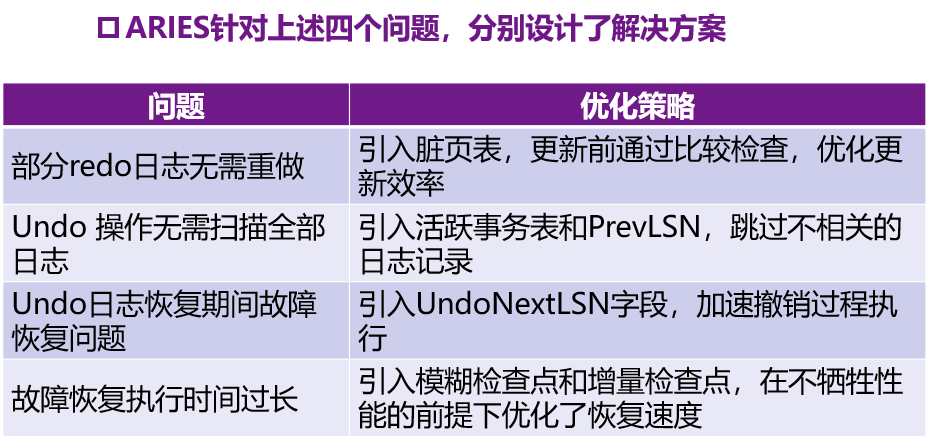 ARIES针对上述四个问题，分别设计了解决方案
问题
优化策略
部分redo日志无需重做
引入脏页表，更新前通过比较检查，优化更
新效率
Undo 操作无需扫描全部
日志
引入活跃事务表和PrevLSN，跳过不相关的
日志记录
Undo日志恢复期间故障
恢复问题
引入UndoNextLSN字段，加速撤销过程执
行
故障恢复执行时间过长
引入模糊检查点和增量检查点，在不牺牲性
能的前提下优化了恢复速度